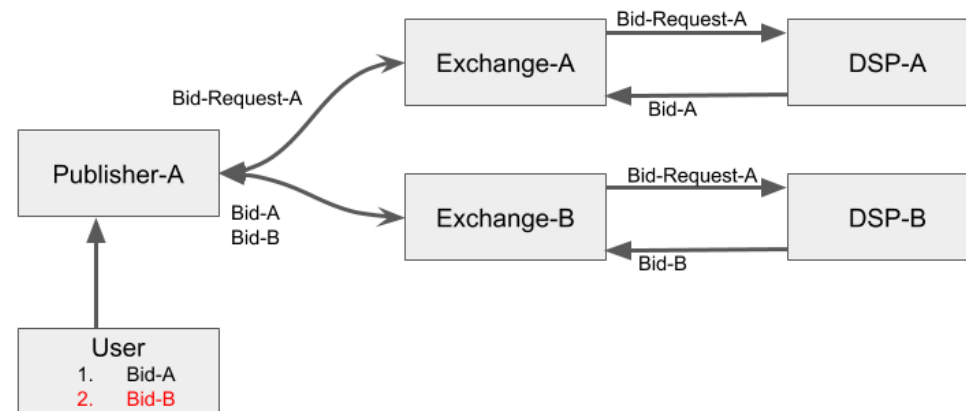 Bid-Request-A
Exchange-A
DSP-A
Bid-Request-A
Bid-A
Publisher-A
Bid-Request-A
Bid-A
Bid-B
Exchange-B
DSP-B
Bid-B
User
1. Bid-A
2. Bid-B